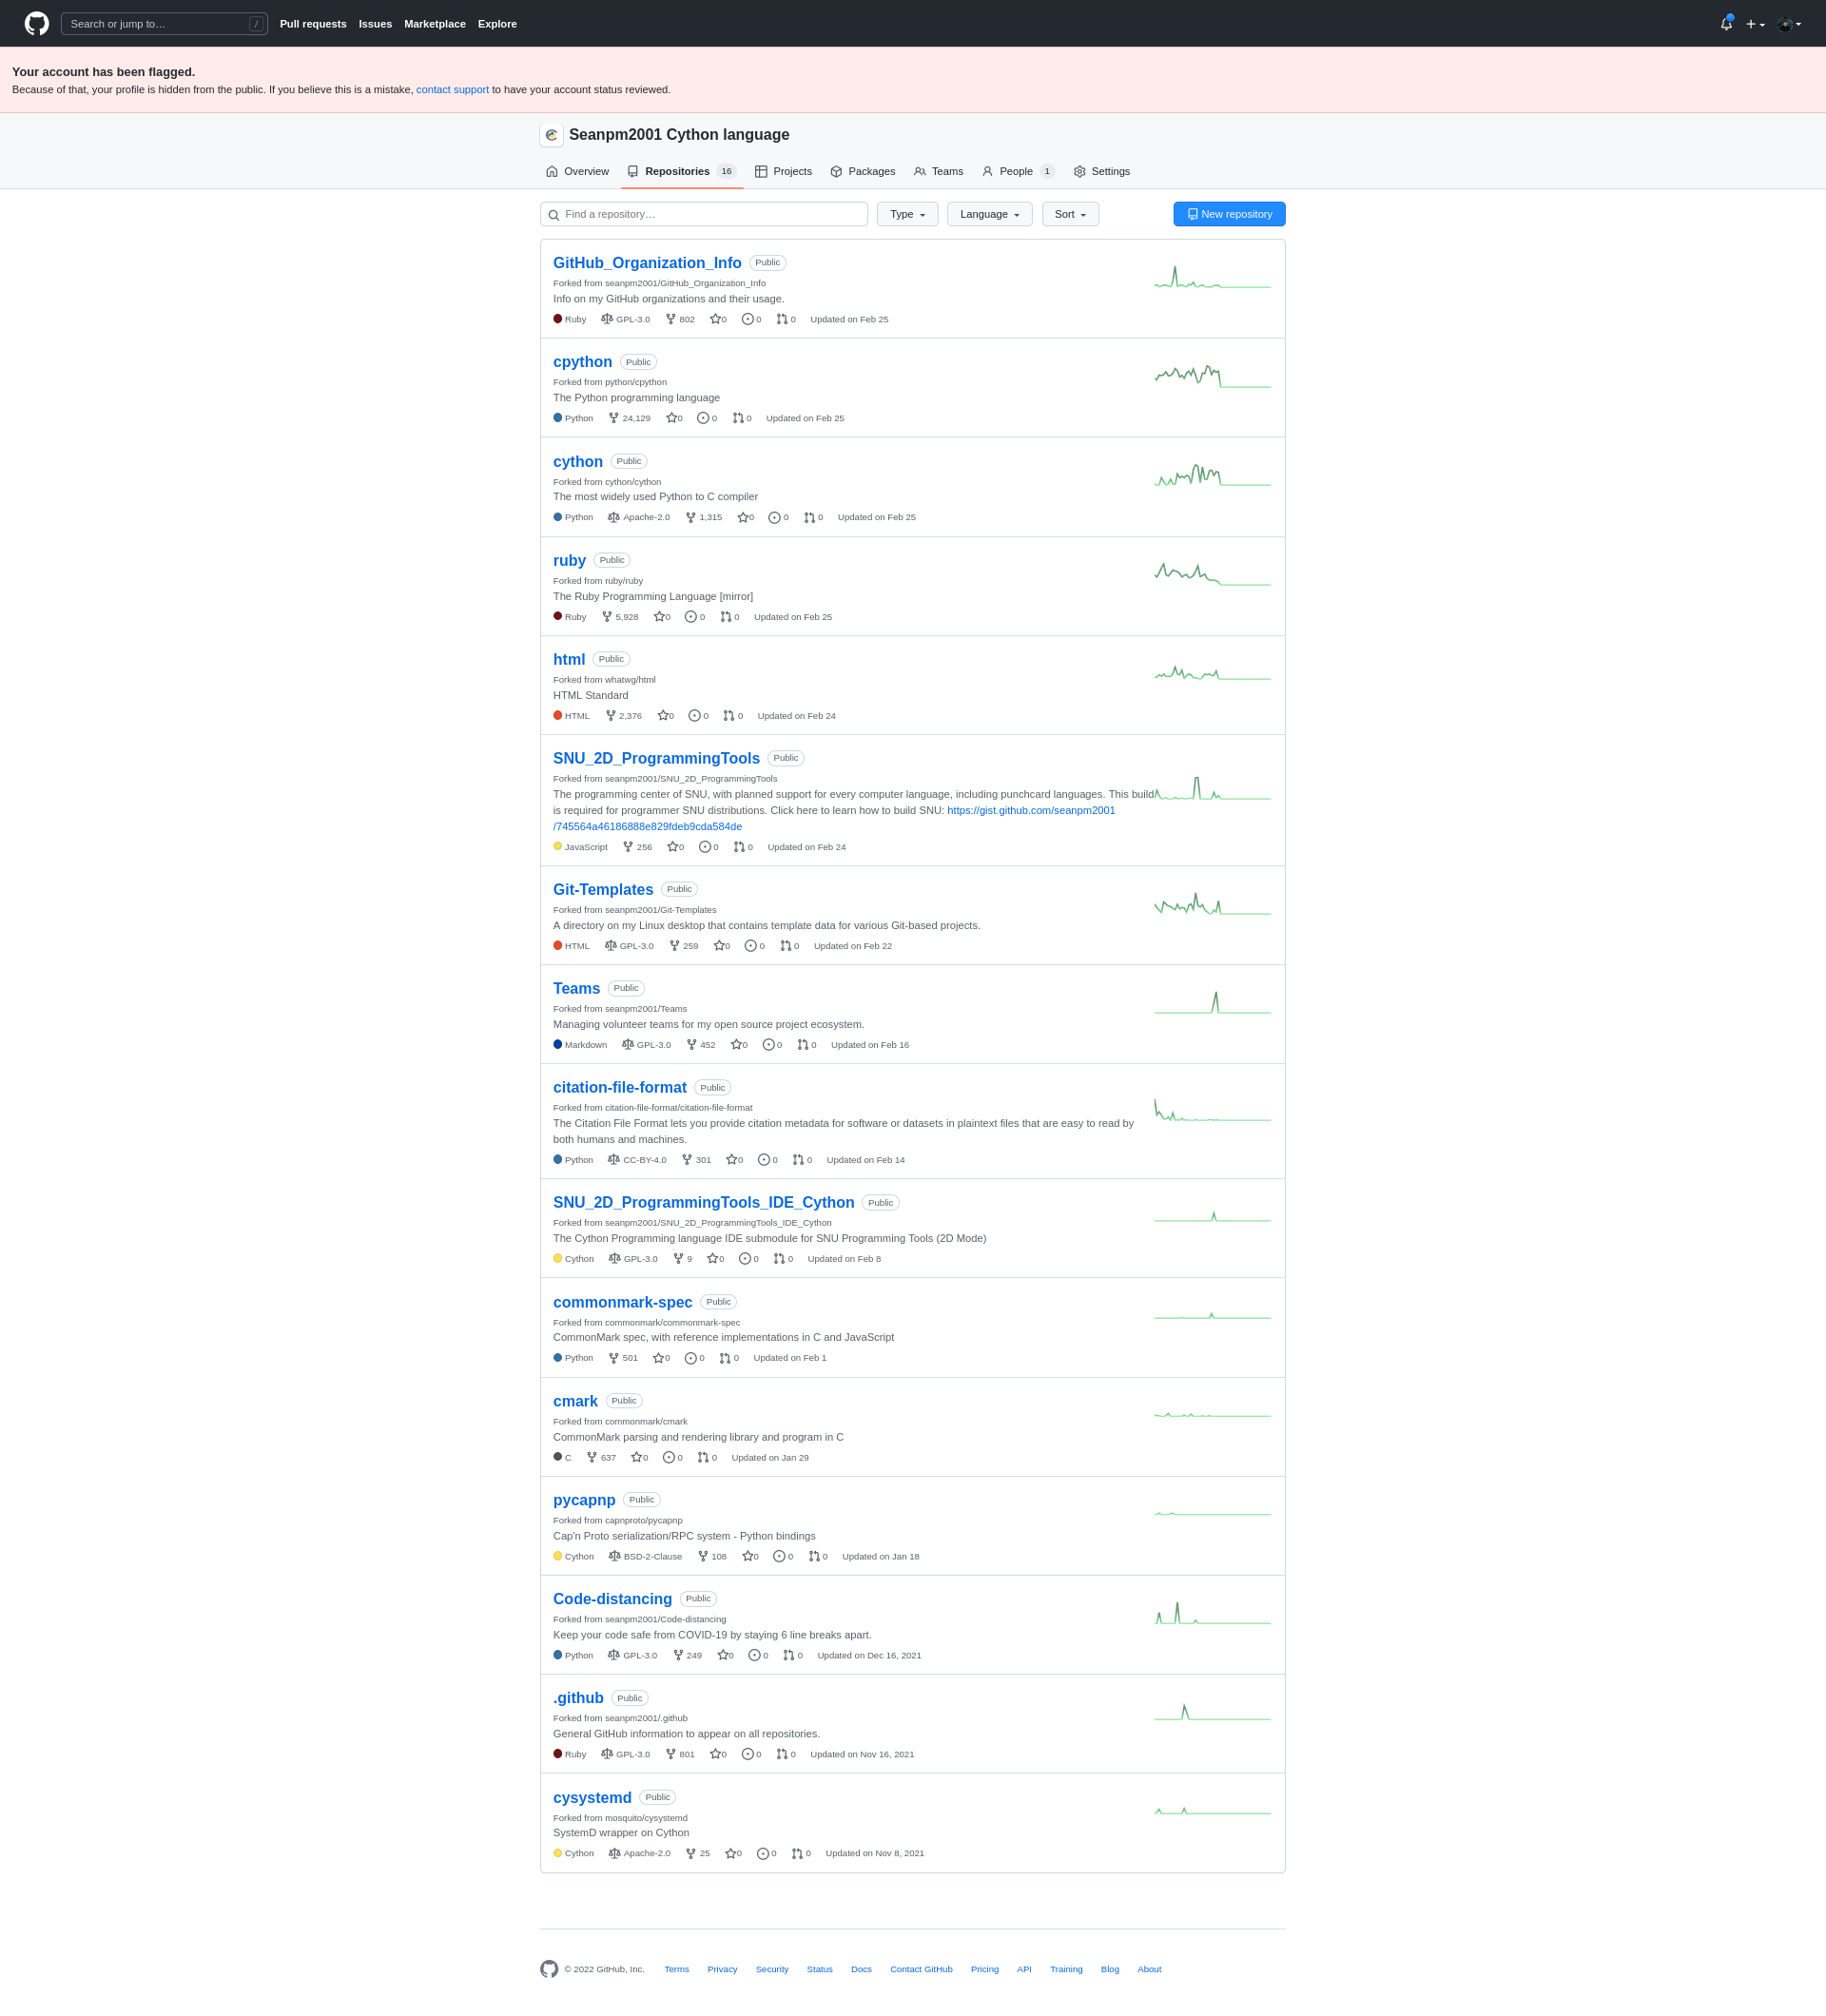 Search or jump to…
/
Pull requests Issues Marketplace Explore
Your account has been flagged.
Because of that, your profile is hidden from the public. If you believe this is a mistake, contact support to have your account status reviewed.
Seanpm2001 Cython language
Overview Repositories 16 Projects Packages Teams People 1 Settings
Find a repository… Type Language Sort New repository
GitHub_Organization_Info Public
Forked from seanpm2001/GitHub_Organization_Info
Info on my GitHub organizations and their usage.
Ruby GPL-3.0 802 0 0 0 Updated on Feb 25
cpython Public
Forked from python/cpython
The Python programming language
Python 24,129 0 0 0 Updated on Feb 25
cython Public
Forked from cython/cython
The most widely used Python to C compiler
Python Apache-2.0 1,315 0 0 0 Updated on Feb 25
ruby Public
Forked from ruby/ruby
The Ruby Programming Language [mirror]
Ruby 5,928 0 0 0 Updated on Feb 25
html Public
Forked from whatwg/html
HTML Standard
HTML 2,376 0 0 0 Updated on Feb 24
SNU_2D_ProgrammingTools Public
Forked from seanpm2001/SNU_2D_ProgrammingTools
The programming center of SNU, with planned support for every computer language, including punchcard languages. This build
is required for programmer SNU distributions. Click here to learn how to build SNU: https://gist.github.com/seanpm2001
/745564a46186888e829fdeb9cda584de
JavaScript 256 0 0 0 Updated on Feb 24
Git-Templates Public
Forked from seanpm2001/Git-Templates
A directory on my Linux desktop that contains template data for various Git-based projects.
HTML GPL-3.0 259 0 0 0 Updated on Feb 22
Teams Public
Forked from seanpm2001/Teams
Managing volunteer teams for my open source project ecosystem.
Markdown GPL-3.0 452 0 0 0 Updated on Feb 16
citation-file-format Public
Forked from citation-file-format/citation-file-format
The Citation File Format lets you provide citation metadata for software or datasets in plaintext files that are easy to read by
both humans and machines.
Python CC-BY-4.0 301 0 0 0 Updated on Feb 14
SNU_2D_ProgrammingTools_IDE_Cython Public
Forked from seanpm2001/SNU_2D_ProgrammingTools_IDE_Cython
The Cython Programming language IDE submodule for SNU Programming Tools (2D Mode)
Cython GPL-3.0 9 0 0 0 Updated on Feb 8
commonmark-spec Public
Forked from commonmark/commonmark-spec
CommonMark spec, with reference implementations in C and JavaScript
Python 501 0 0 0 Updated on Feb 1
cmark Public
Forked from commonmark/cmark
CommonMark parsing and rendering library and program in C
C 637 0 0 0 Updated on Jan 29
pycapnp Public
Forked from capnproto/pycapnp
Cap'n Proto serialization/RPC system - Python bindings
Cython BSD-2-Clause 108 0 0 0 Updated on Jan 18
Code-distancing Public
Forked from seanpm2001/Code-distancing
Keep your code safe from COVID-19 by staying 6 line breaks apart.
Python GPL-3.0 249 0 0 0 Updated on Dec 16, 2021
.github Public
Forked from seanpm2001/.github
General GitHub information to appear on all repositories.
Ruby GPL-3.0 801 0 0 0 Updated on Nov 16, 2021
cysystemd Public
Forked from mosquito/cysystemd
SystemD wrapper on Cython
Cython Apache-2.0 25 0 0 0 Updated on Nov 8, 2021
© 2022 GitHub, Inc. Terms Privacy Security Status Docs Contact GitHub Pricing API Training Blog About